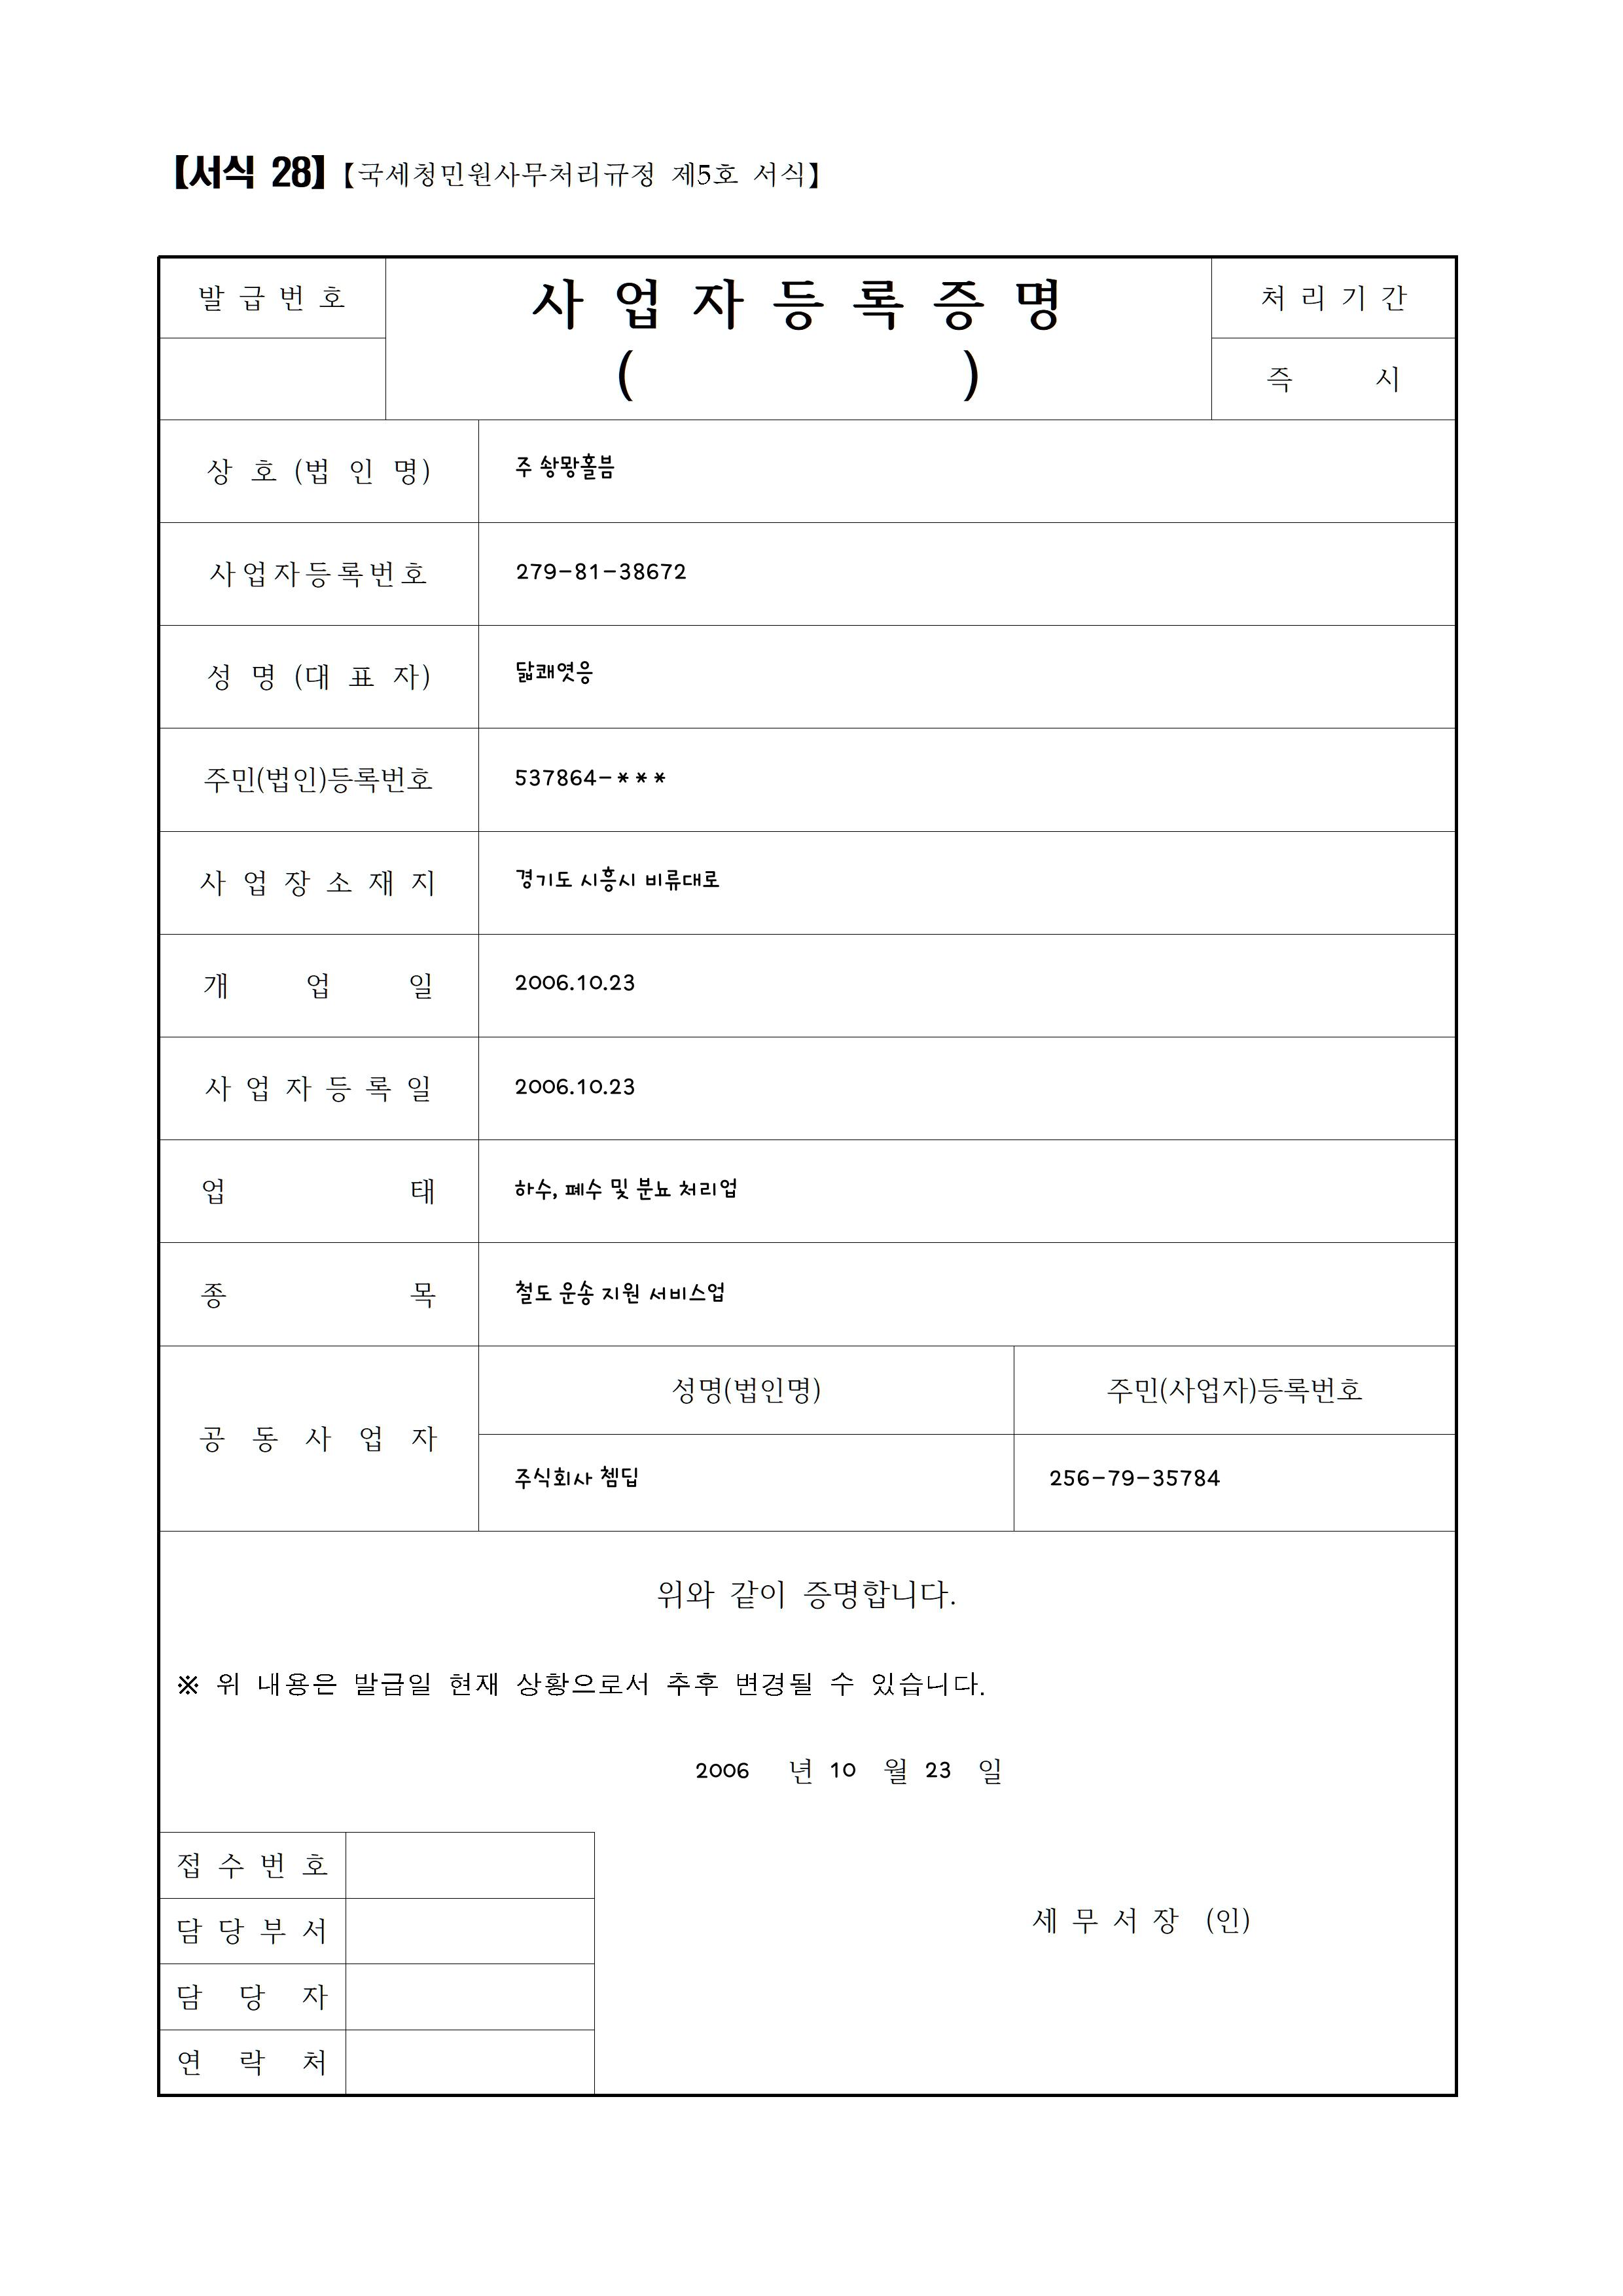 【서식 28】【국세청민원사무처리규정 제5호 서식】
발급번호
사업자등록증명
( )
처리기간
즉 시
상 호 (법 인 명)
주 솽뫙홀븜
사업자등록번호
279-81-38672
성 명 (대 표 자)
닯쾌엿응
주민(법인)등록번호
537864-***
사업장소재지
경기도 시흥시 비류대로
개 업 일
2006.10.23
사업자등록일
2006.10.23
업 태
하수, 폐수 및 분뇨 처리업
종 목
철도 운송 지원 서비스업
공동사업자
성명(법인명)
주민(사업자)등록번호
주식회사 쳄딥
256-79-35784
위와 같이 증명합니다.
※ 위 내용은 발급일 현재 상황으로서 추후 변경될 수 있습니다.
2006 년 10 월 23 일
접수번호
담당부서
세무서장 (인)
담 당 자
연 락 처